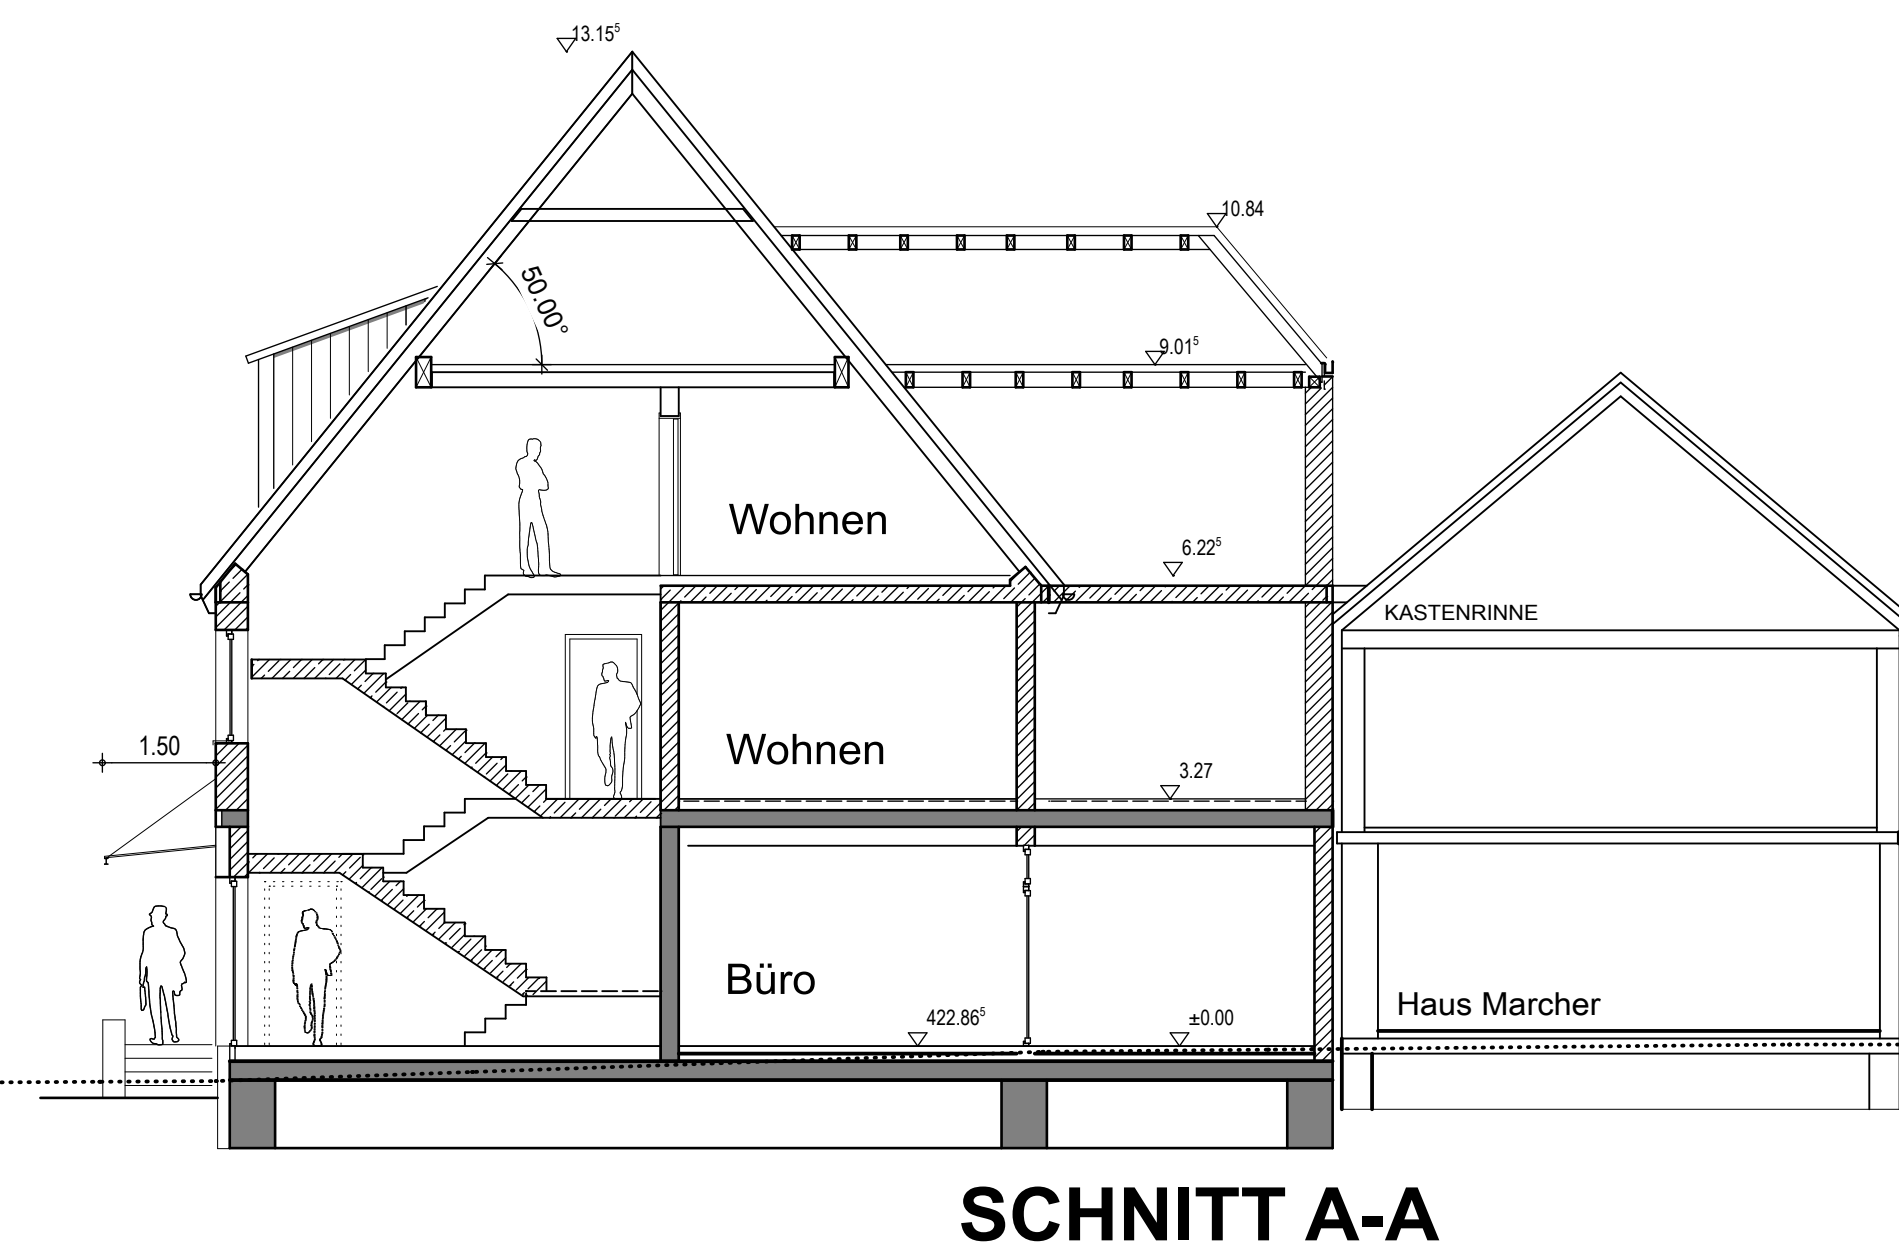 13.15⁵
10.84
50.00°
9.01⁵
Wohnen
6.22⁵
KASTENRINNE
1.50
Wohnen
3.27
Büro
Haus Marcher
422.86⁵
±0.00
SCHNITT A-A